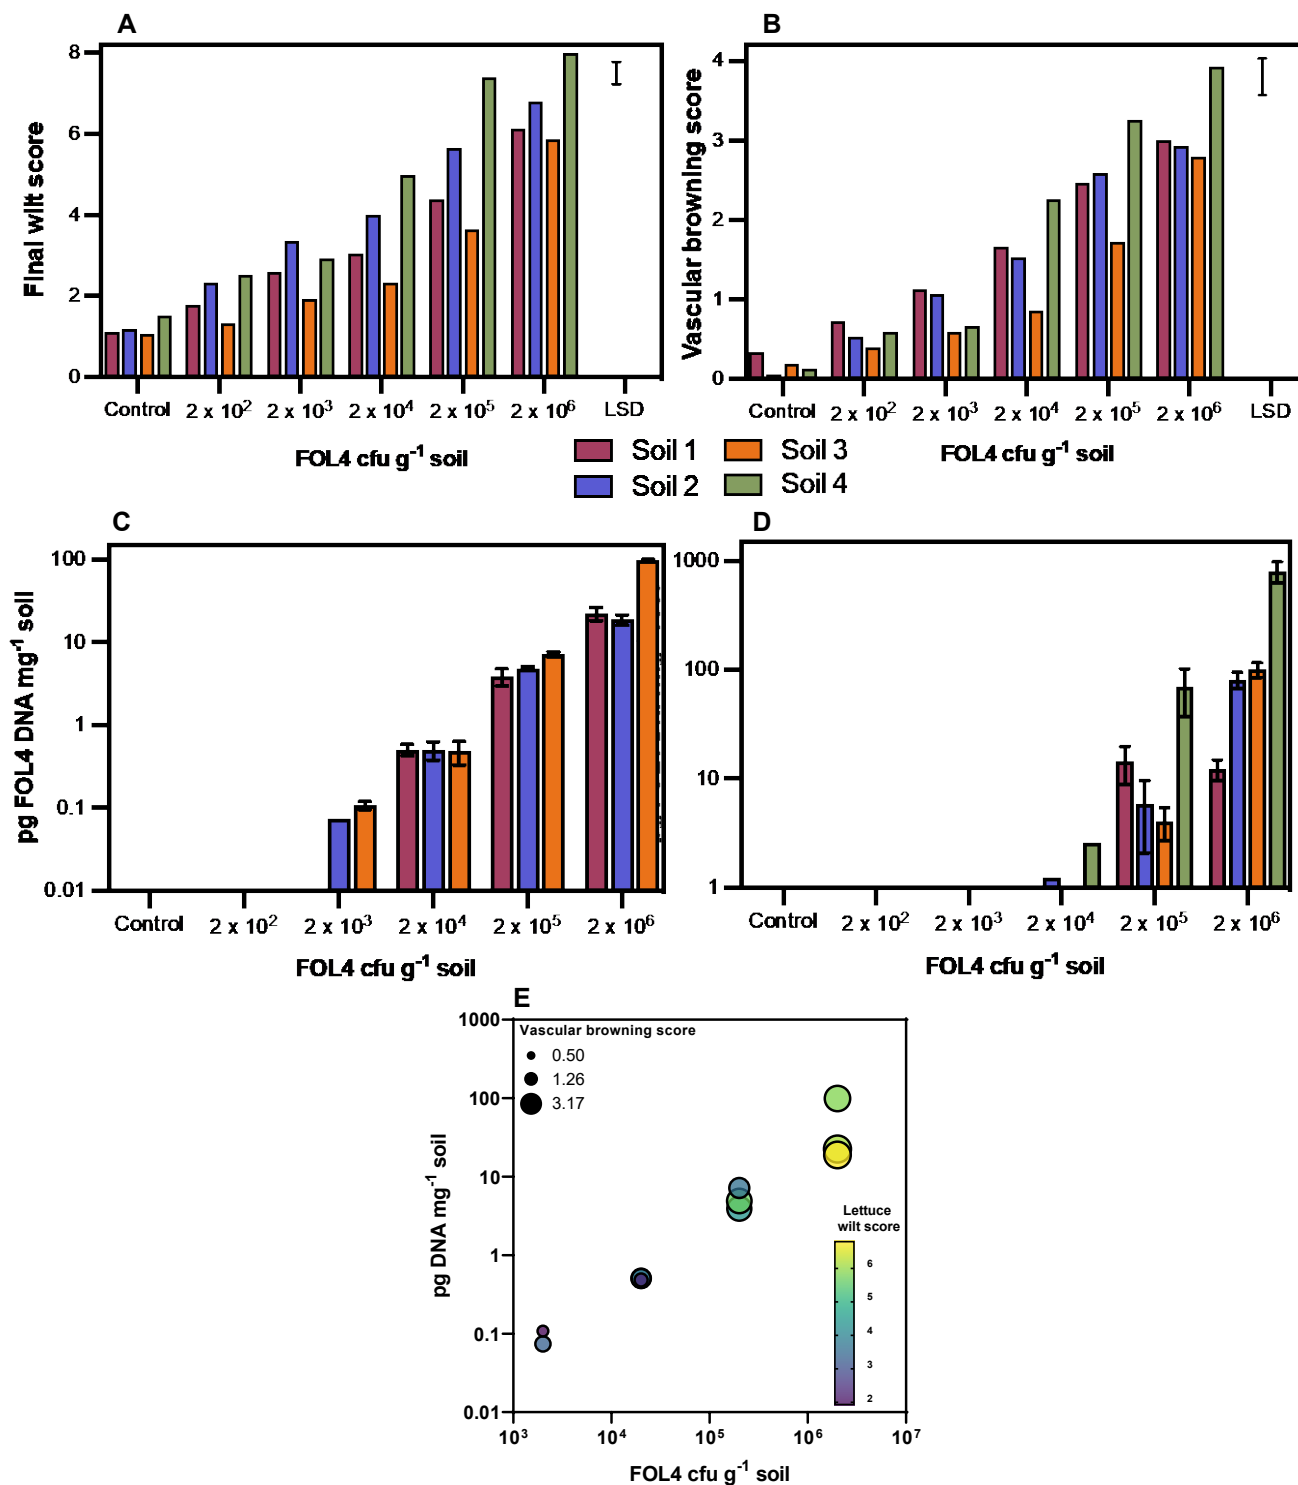 A
B
8
6
4
2
0
Final wilt score
Control
2 x 10²
2 x 10³
2 x 10⁴
2 x 10⁵
2 x 10⁶
LSD
FOL4 cfu g⁻¹ soil
4
3
2
1
0
Vascular browning score
Control
2 x 10²
2 x 10³
2 x 10⁴
2 x 10⁵
2 x 10⁶
LSD
FOL4 cfu g⁻¹ soil
Soil 1
Soil 3
Soil 2
Soil 4
C
D
100
10
1
0.1
0.01
pg FOL4 DNA mg⁻¹ soil
Control
2 x 10²
2 x 10³
2 x 10⁴
2 x 10⁵
2 x 10⁶
FOL4 cfu g⁻¹ soil
1000
100
10
1
Control
2 x 10²
2 x 10³
2 x 10⁴
2 x 10⁵
2 x 10⁶
FOL4 cfu g⁻¹ soil
E
1000
100
10
1
0.1
0.01
pg DNA mg⁻¹ soil
Vascular browning score
0.50
1.26
3.17
Lettuce
wilt score
6
5
4
3
2
10³
10⁴
10⁵
10⁶
10⁷
FOL4 cfu g⁻¹ soil